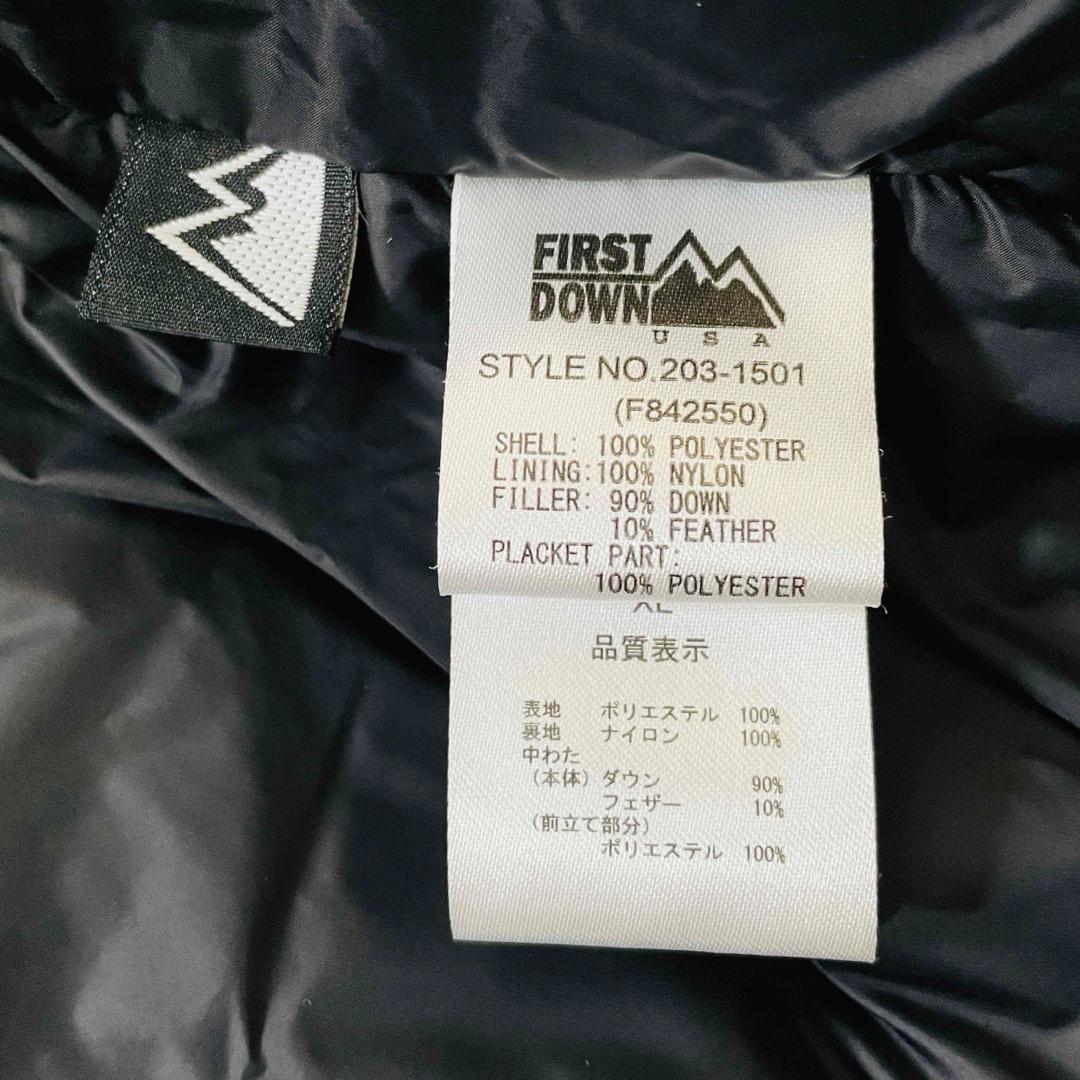 FIRST
DOWN
USA
STYLE NO.203-1501
(F842550)
SHELL: 100% POLYESTER
LINING:100% NYLON
FILLER: 90% DOWN
10% FEATHER
PLACKET PART:
100% POLYESTER
XL
品質表示
表地 ポリエステル 100%
裏地 ナイロン 100%
中わた
(本体) ダウン 90%
フェザー 10%
(前立て部分)
ポリエステル 100%